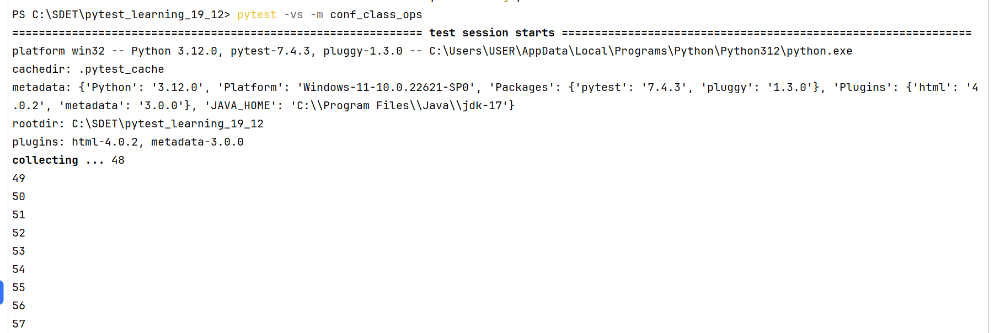 PS C:\SDET\pytest_learning_19_12> pytest -vs -m conf_class_ops
============================================================== test session starts ==============================================================
platform win32 -- Python 3.12.0, pytest-7.4.3, pluggy-1.3.0 -- C:\Users\USER\AppData\Local\Programs\Python\Python312\python.exe
cachedir: .pytest_cache
metadata: {'Python': '3.12.0', 'Platform': 'Windows-11-10.0.22621-SP0', 'Packages': {'pytest': '7.4.3', 'pluggy': '1.3.0'}, 'Plugins': {'html': '4
.0.2', 'metadata': '3.0.0'}, 'JAVA_HOME': 'C:\\Program Files\\Java\\jdk-17'}
rootdir: C:\SDET\pytest_learning_19_12
plugins: html-4.0.2, metadata-3.0.0
collecting ... 48
49
50
51
52
53
54
55
56
57